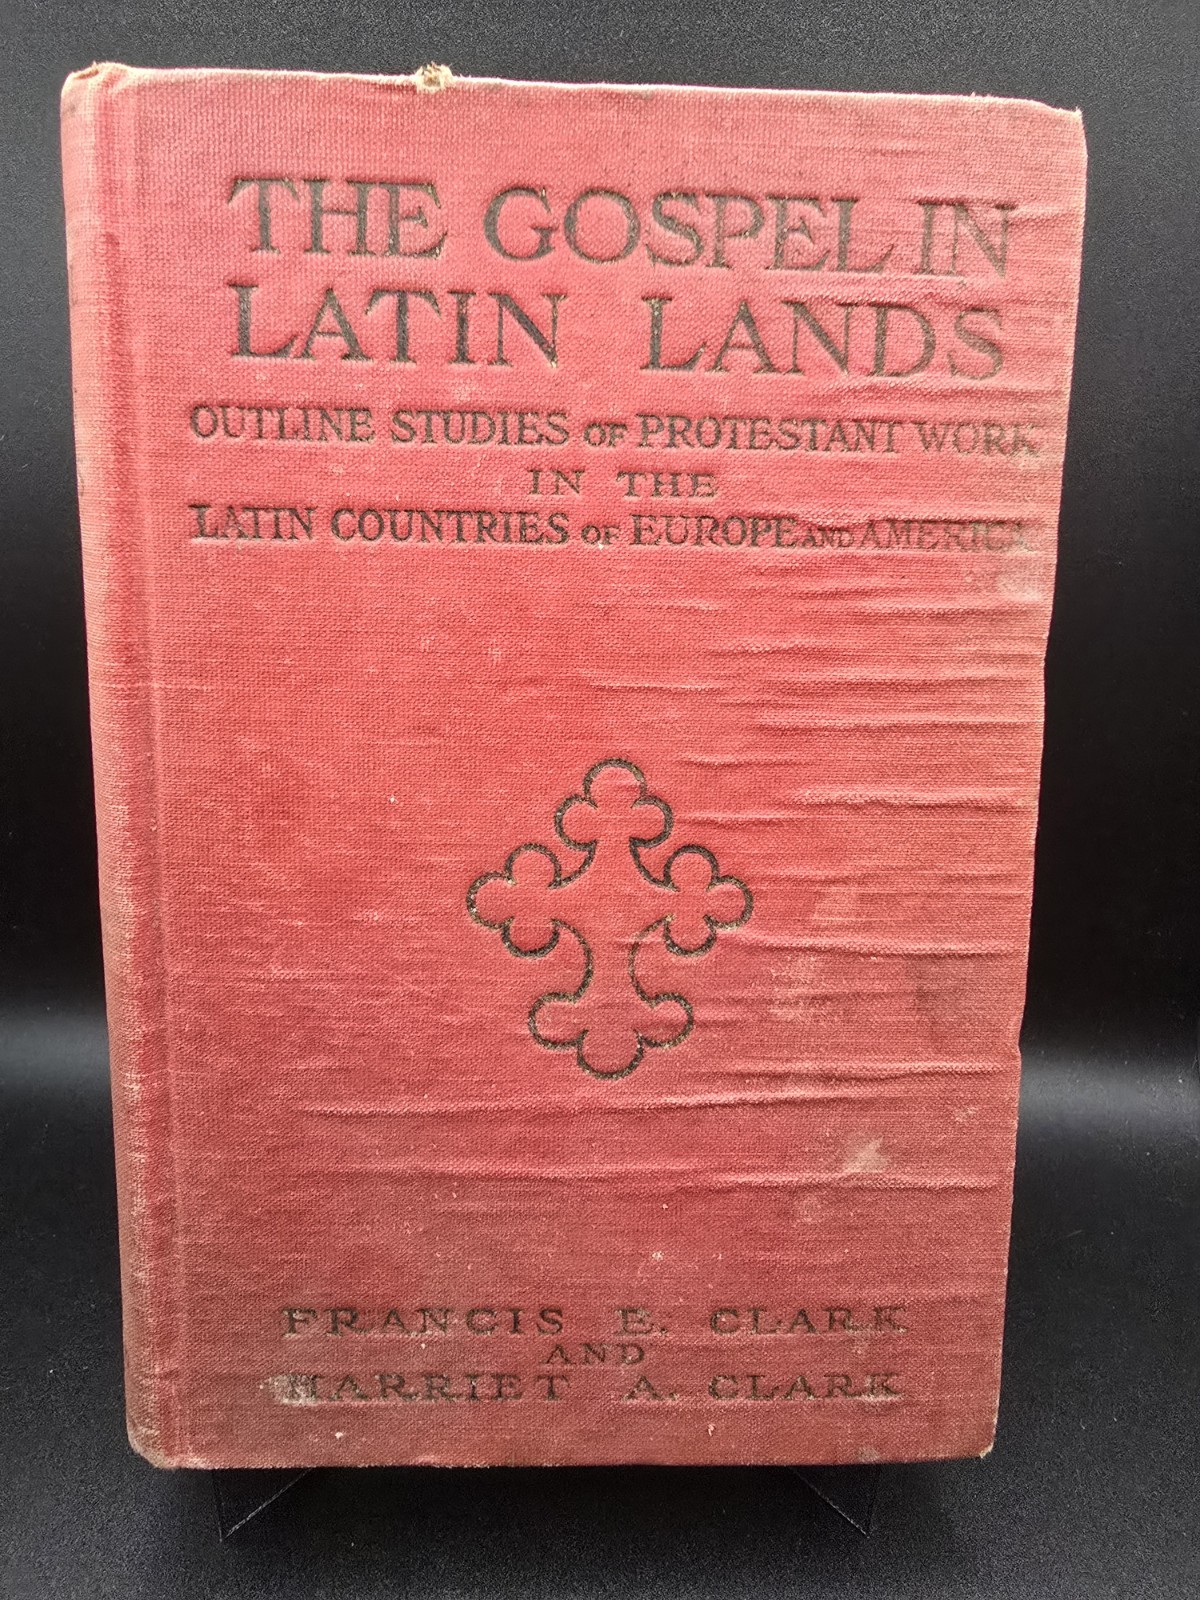 THE GOSPEL IN
LATIN LANDS
OUTLINE STUDIES OF PROTESTANT WORK
IN THE
LATIN COUNTRIES OF EUROPE AND AMERICA
FRANCIS E. CLARK
AND
HARRIET A. CLARK